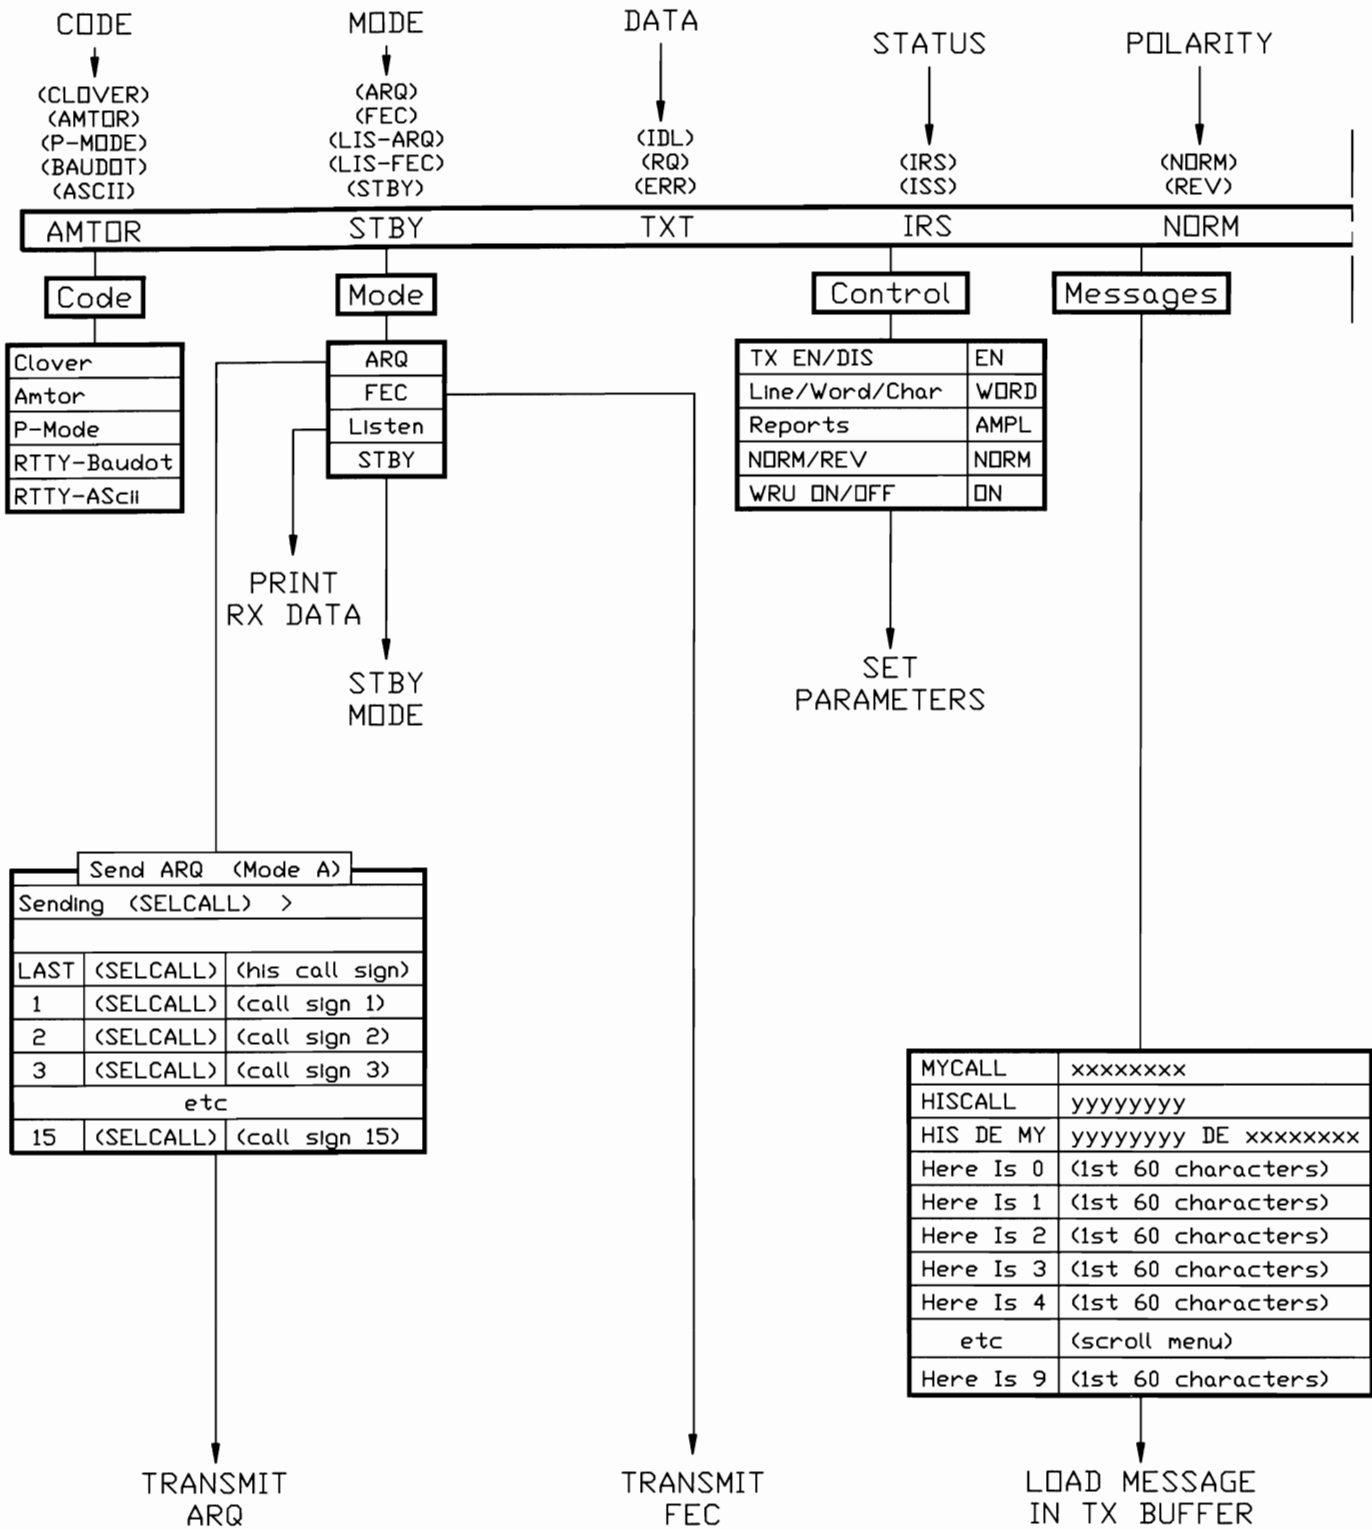 CODE
MODE
DATA
STATUS
POLARITY
(CLOVER)
(AMTOR)
(P-MODE)
(BAUDOT)
(ASCII)
(ARQ)
(FEC)
(LIS-ARQ)
(LIS-FEC)
(STBY)
(IDL)
(RQ)
(ERR)
(IRS)
(ISS)
(NORM)
(REV)
AMTOR STBY TXT IRS NORM
Code
Mode
Control
Messages
Clover
Amtor
P-Mode
RTTY-Baudot
RTTY-AScii
ARQ
FEC
Listen
STBY
TX EN/DIS EN
Line/Word/Char WORD
Reports AMPL
NORM/REV NORM
WRU ON/OFF ON
PRINT
RX DATA
STBY
MODE
SET
PARAMETERS
Send ARQ (Mode A)
Sending (SELCALL) >
LAST (SELCALL) (his call sign)
1 (SELCALL) (call sign 1)
2 (SELCALL) (call sign 2)
3 (SELCALL) (call sign 3)
etc
15 (SELCALL) (call sign 15)
MYCALL xxxxxxxx
HISCALL yyyyyyyy
HIS DE MY yyyyyyyy DE xxxxxxxx
Here Is 0 (1st 60 characters)
Here Is 1 (1st 60 characters)
Here Is 2 (1st 60 characters)
Here Is 3 (1st 60 characters)
Here Is 4 (1st 60 characters)
etc (scroll menu)
Here Is 9 (1st 60 characters)
TRANSMIT
ARQ
TRANSMIT
FEC
LOAD MESSAGE
IN TX BUFFER